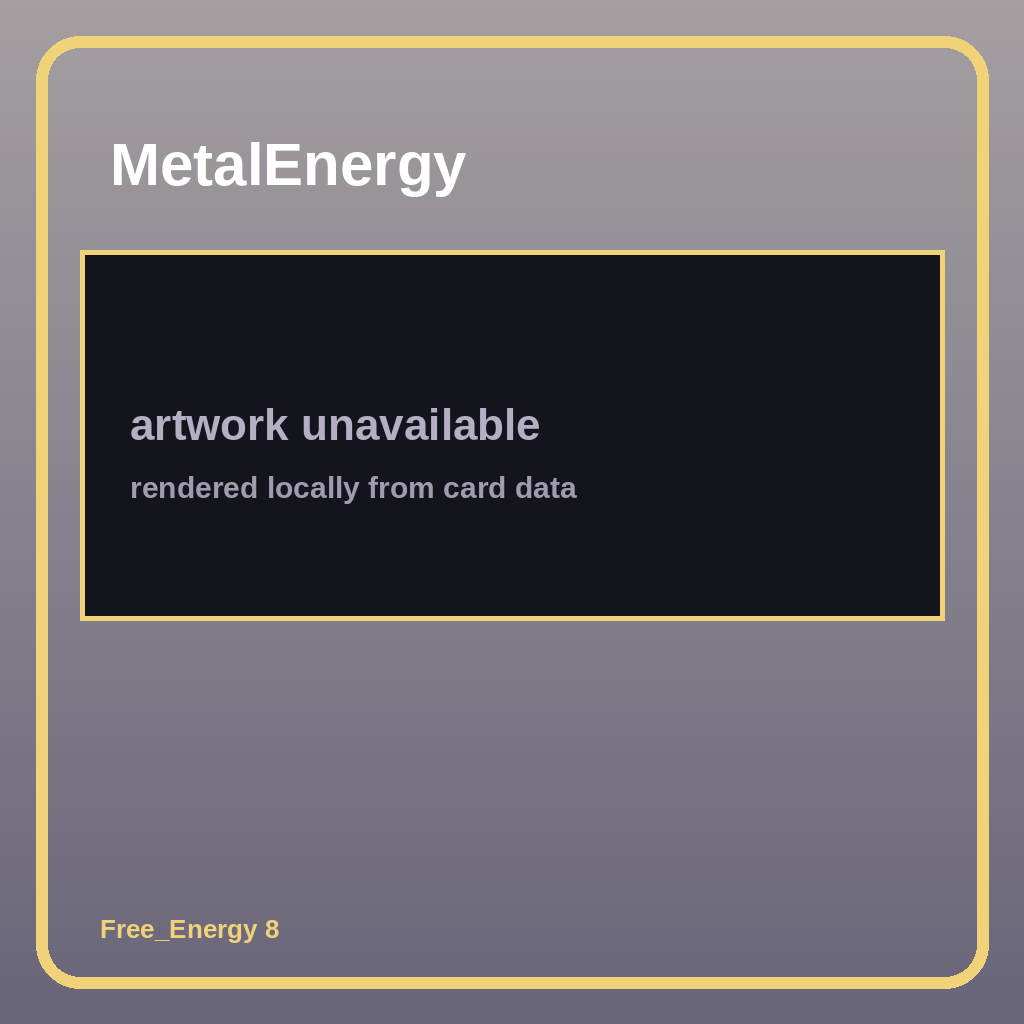 MetalEnergy
artwork unavailable
rendered locally from card data
Free_Energy 8